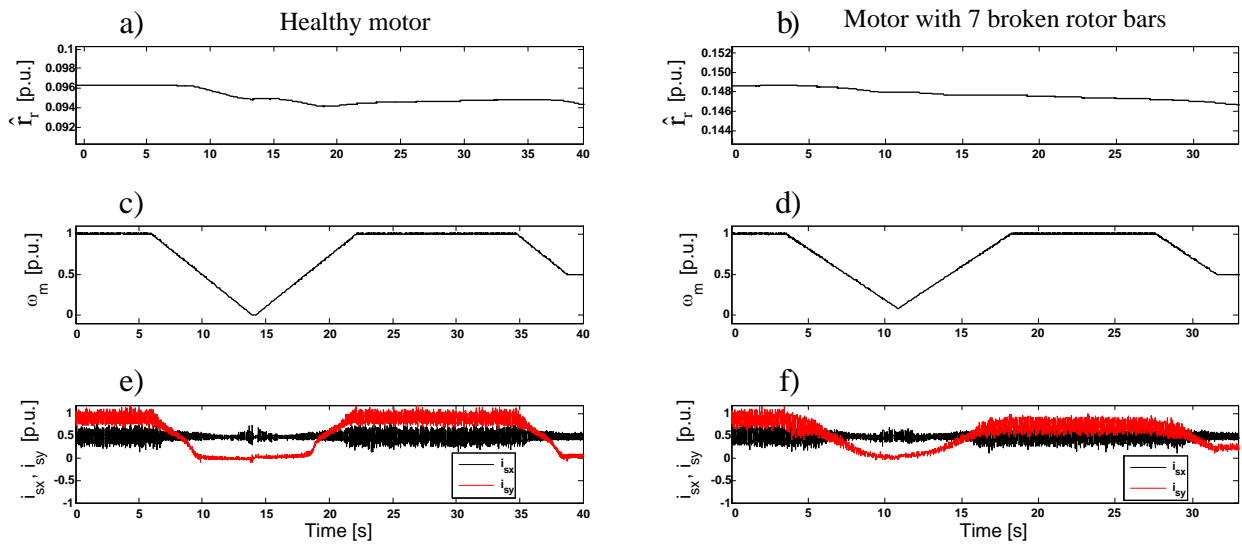 a) Healthy motor
b) Motor with 7 broken rotor bars
r̂r [p.u.]
0.1
0.098
0.096
0.094
0.092
0 5 10 15 20 25 30 35 40
r̂r [p.u.]
0.152
0.150
0.148
0.146
0.144
0 5 10 15 20 25 30
c)
ωm [p.u.]
1
0.5
0
0 5 10 15 20 25 30 35 40
d)
ωm [p.u.]
1
0.5
0
0 5 10 15 20 25 30
e)
isx, isy [p.u.]
1
0.5
0
-0.5
-1
isx
isy
0 5 10 15 20 25 30 35 40
Time [s]
f)
isx, isy [p.u.]
1
0.5
0
-0.5
-1
isx
isy
0 5 10 15 20 25 30
Time [s]